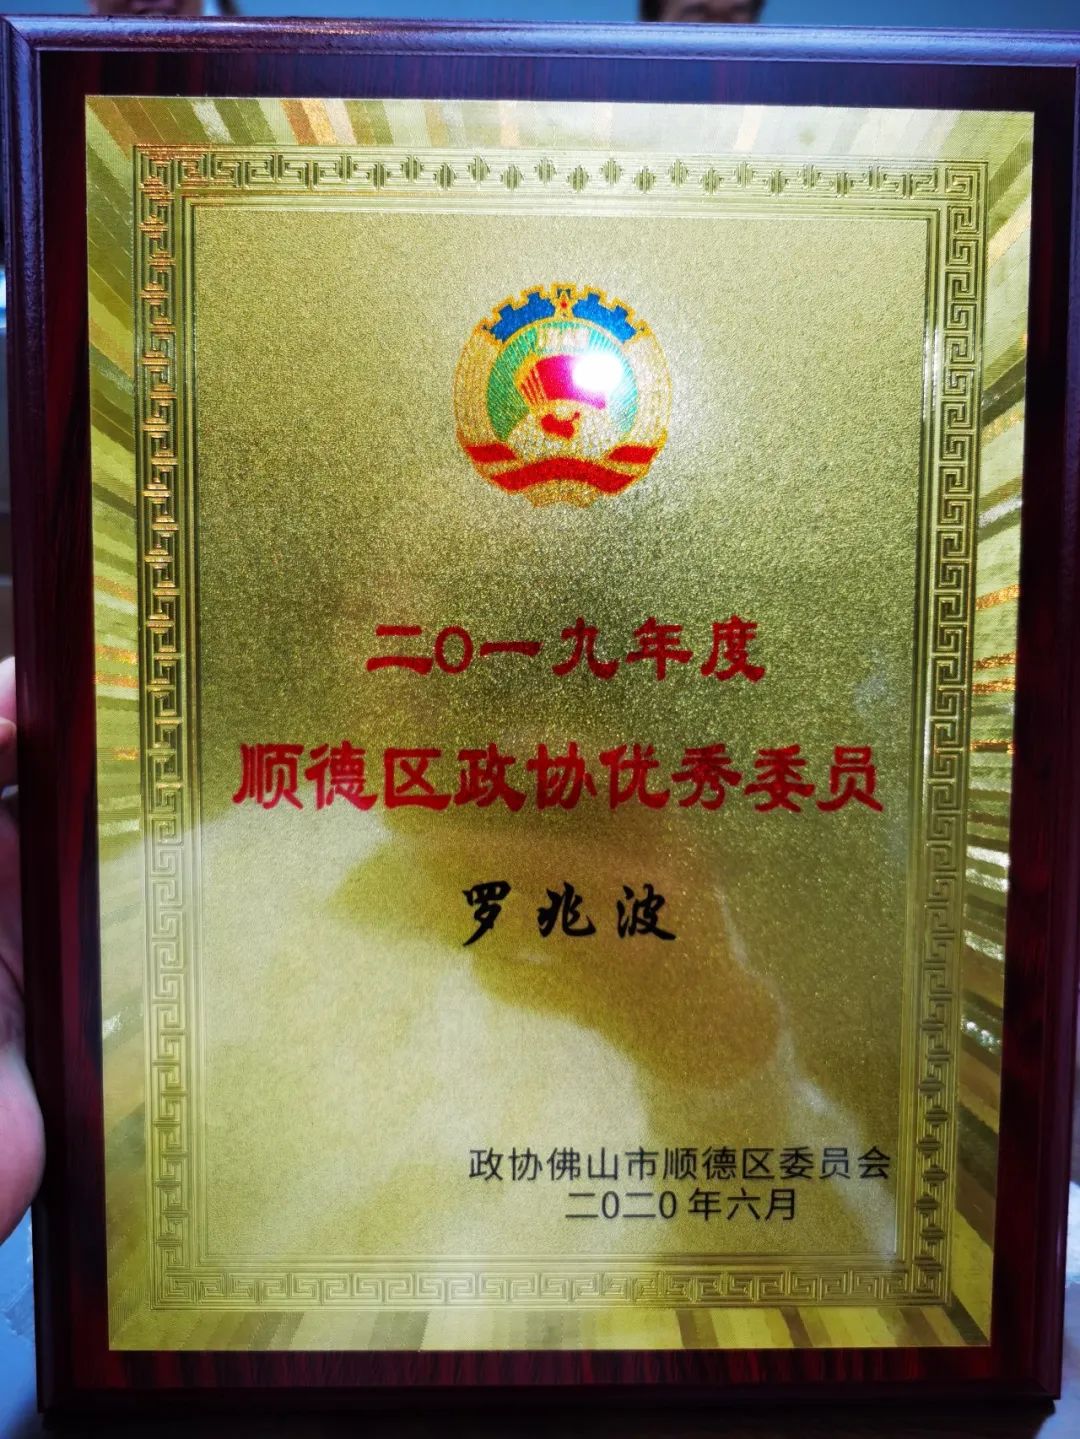 二〇一九年度
顺德区政协优秀委员
罗兆波
政协佛山市顺德区委员会
二〇二〇年六月